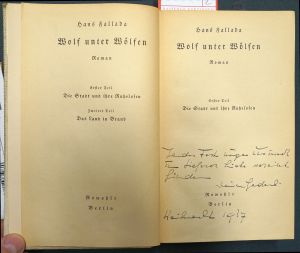 Hans Fallada
Wolf unter Wölfen
Roman
Erster Teil
Die Stadt und ihre Ruhelosen
Zweiter Teil
Das Land in Brand
Rowohlt
Berlin
Hans Fallada
Wolf unter Wölfen
Roman
Erster Teil
Die Stadt und ihre Ruhelosen
Rowohlt
Berlin
Weihnacht 1937